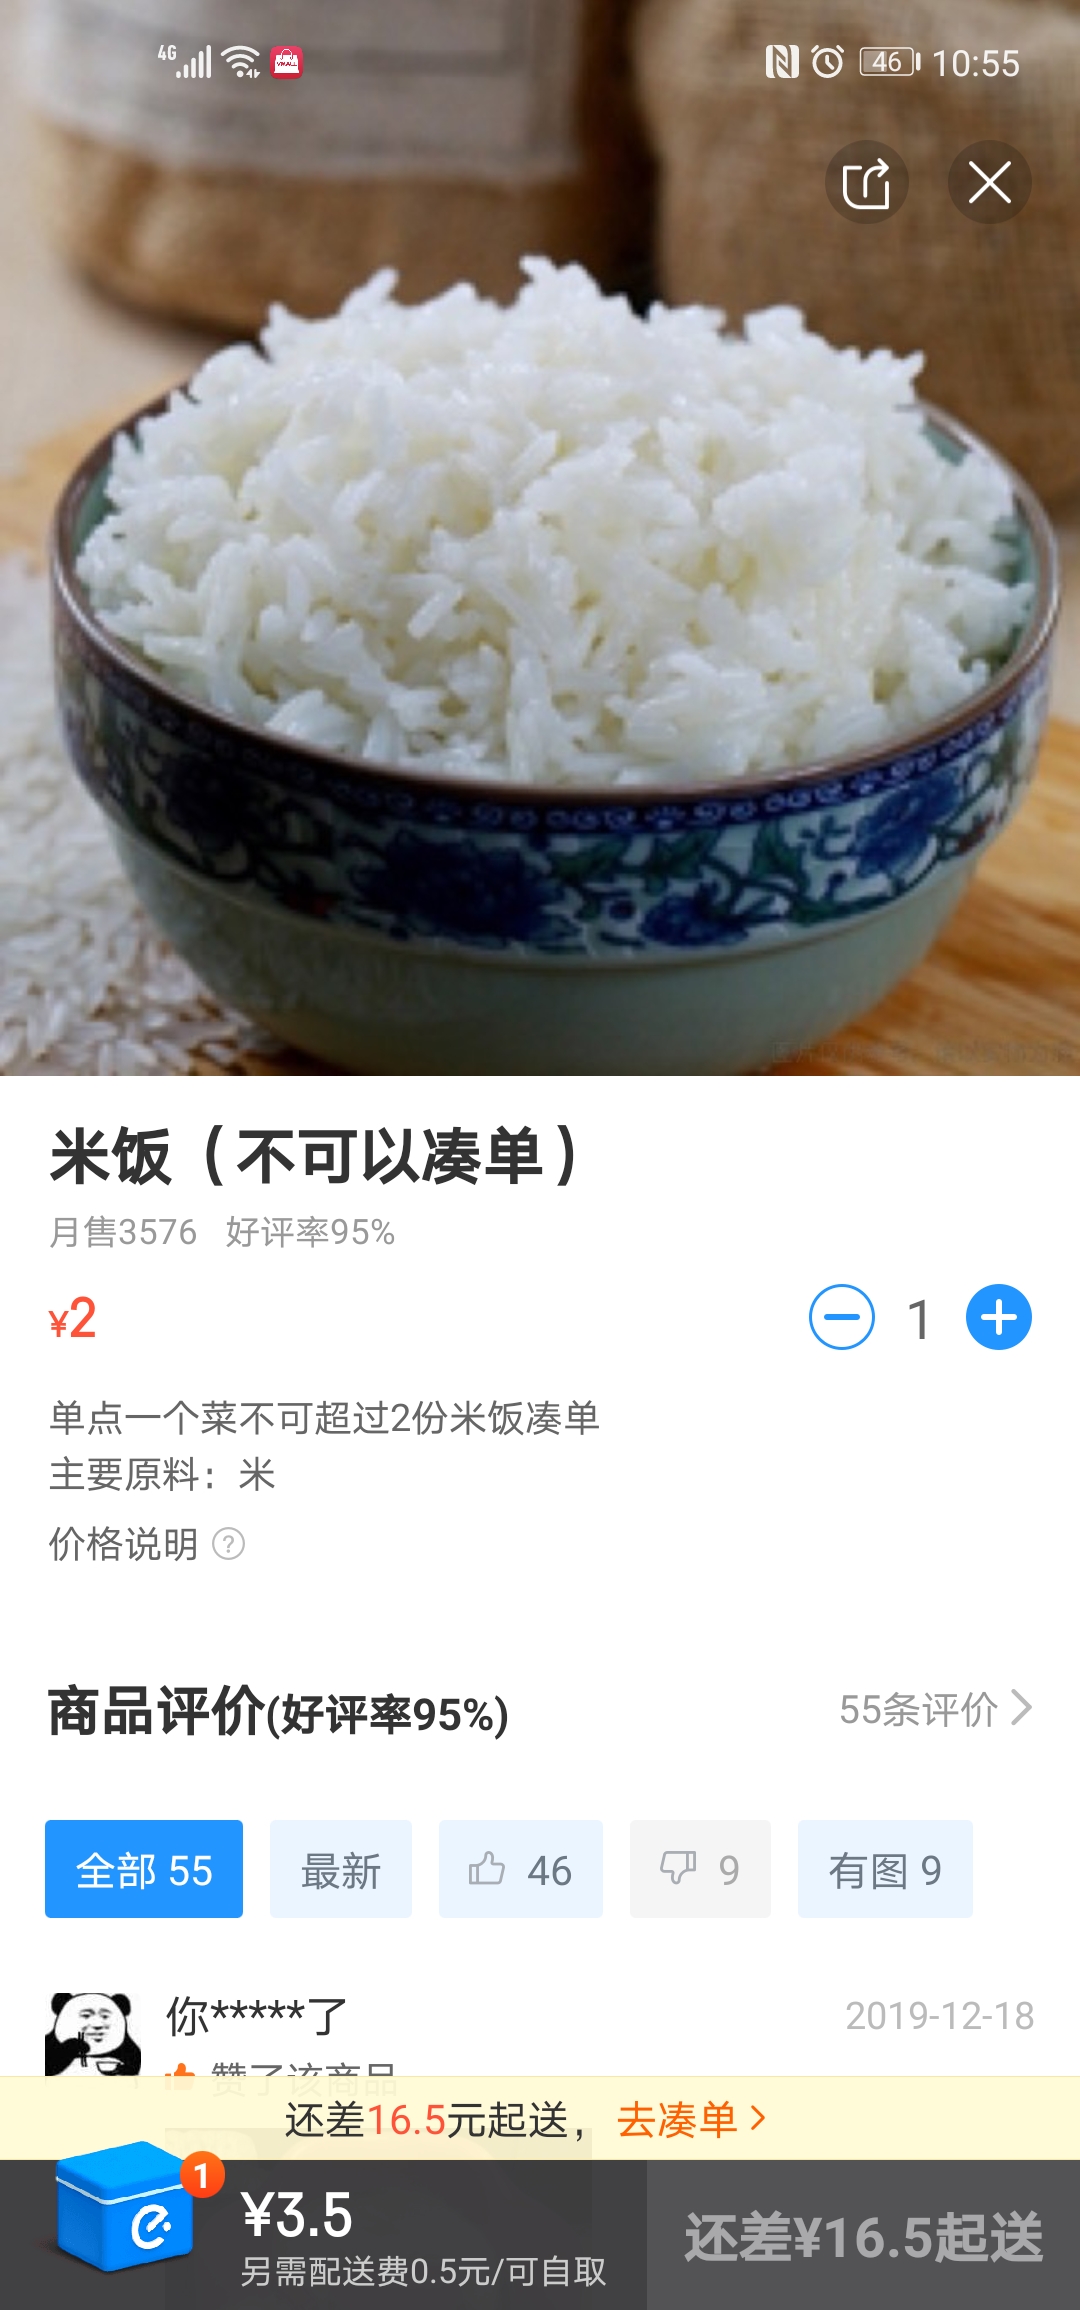 4G
VMALL
46
10:55
米饭（不可以凑单）
月售3576 好评率95%
¥2
1
单点一个菜不可超过2份米饭凑单
主要原料：米
价格说明 ?
商品评价(好评率95%)
55条评价
全部 55
最新
46
9
有图 9
你*****了
2019-12-18
赞了该商品
还差16.5元起送，去凑单
1
¥3.5
另需配送费0.5元/可自取
还差¥16.5起送